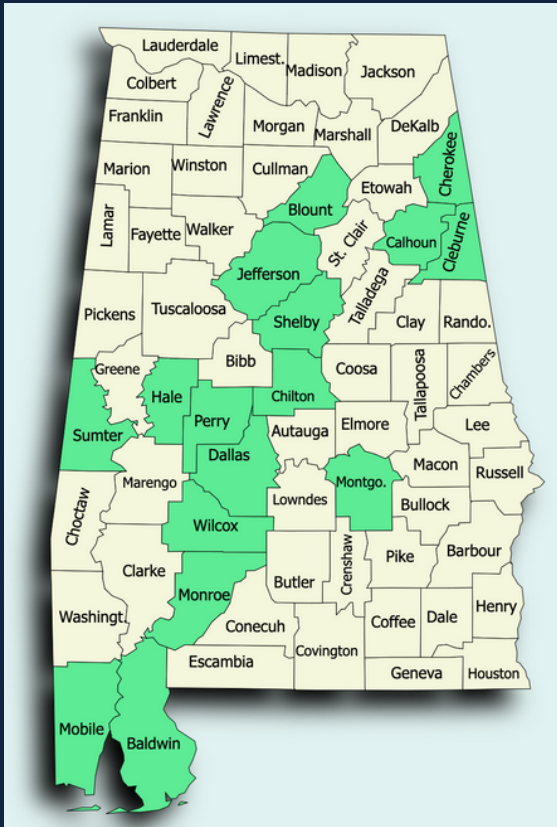 Lauderdale
Limest.
Madison
Jackson
Colbert
Lawrence
Franklin
Morgan
Marshall
DeKalb
Cherokee
Marion
Winston
Cullman
Etowah
Blount
Lamar
Fayette
Walker
St. Clair
Calhoun
Cleburne
Jefferson
Talladega
Pickens
Tuscaloosa
Shelby
Clay
Rando.
Greene
Bibb
Coosa
Tallapoosa
Chambers
Hale
Chilton
Sumter
Perry
Autauga
Elmore
Lee
Dallas
Macon
Russell
Marengo
Montgo.
Choctaw
Lowndes
Bullock
Wilcox
Clarke
Crenshaw
Pike
Barbour
Butler
Monroe
Washingt.
Conecuh
Coffee
Dale
Henry
Escambia
Covington
Geneva
Houston
Mobile
Baldwin